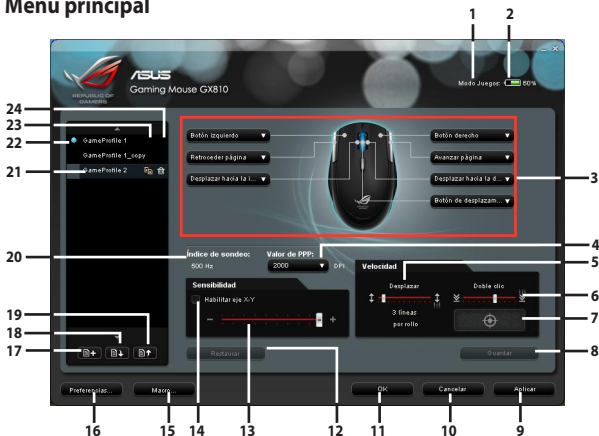 Menú principal
1
2
Modo Juegos: 60%
REPUBLIC OF
GAMERS
ASUS
Gaming Mouse GX810
24
23
22
GameProfile 1
GameProfile 1_copy
21
GameProfile 2
Botón izquierdo
Botón derecho
Retroceder página
Avanzar página
Desplazar hacia la i...
Desplazar hacia la d...
Botón de desplazam...
3
20
Índice de sondeo:
Valor de PPP:
4
500 Hz
2000
DPI
Velocidad
5
Sensibilidad
Desplazar
Doble clic
Habilitar eje X-Y
6
3 líneas
por rollo
7
19
18
17
Restaurar
Guardar
8
Preferencias...
Macro...
OK
Cancelar
Aplicar
16
15
14
13
12
11
10
9